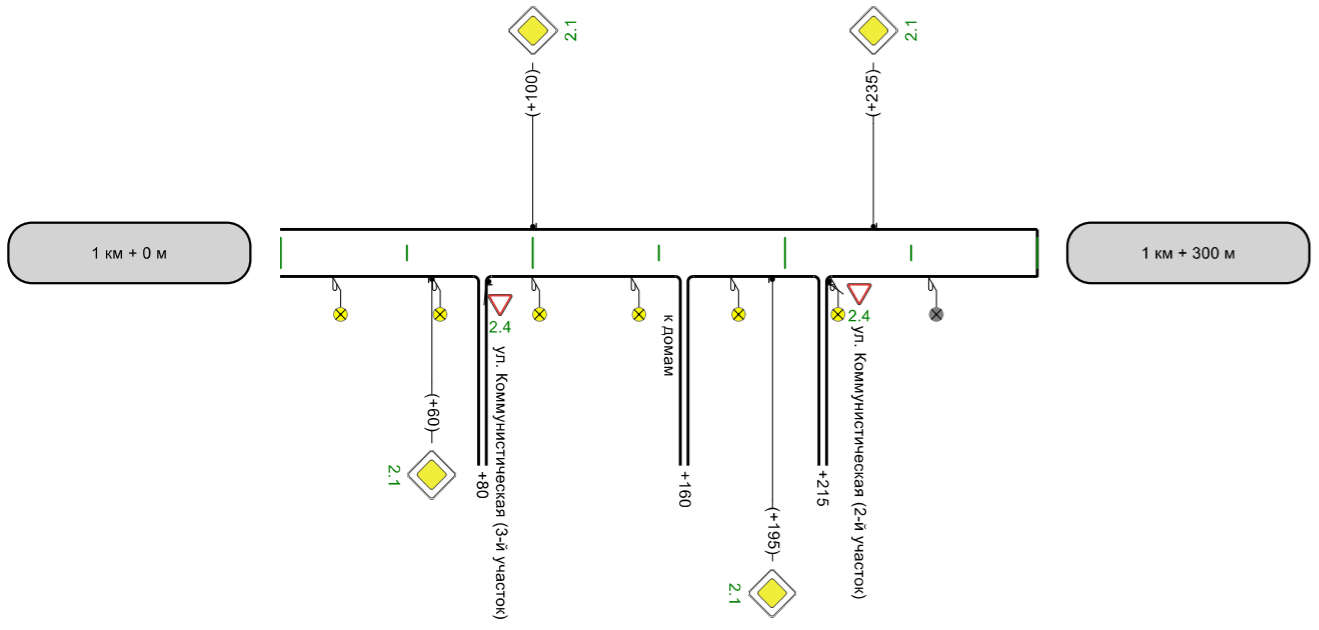 2.1
2.1
(+100)
(+235)
1 км + 0 м
1 км + 300 м
2.4
2.4
к домам
ул. Коммунистическая (3-й участок)
ул. Коммунистическая (2-й участок)
(+60)
2.1
+80
+160
+215
(+195)
2.1